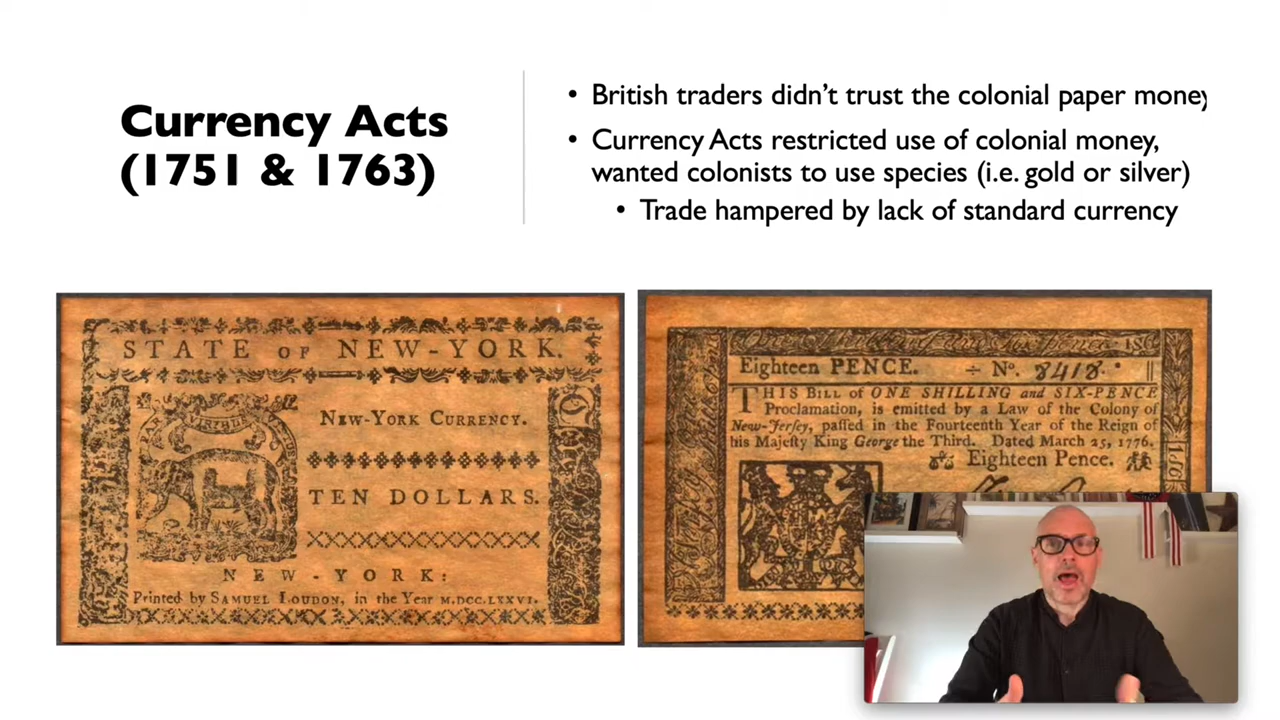 Currency Acts
(1751 & 1763)
• British traders didn’t trust the colonial paper money
• Currency Acts restricted use of colonial money,
wanted colonists to use species (i.e. gold or silver)
• Trade hampered by lack of standard currency
STATE OF NEW-YORK.
NEW-YORK CURRENCY.
TEN DOLLARS.
NEW-YORK:
Printed by SAMUEL LOUDON, in the Year M,DCC,LXXVI.
Eighteen PENCE. ÷ No. 8418
THIS BILL of ONE SHILLING and SIX-PENCE
Proclamation, is emitted by a Law of the Colony of
New-Jerſey, paſſed in the Fourteenth Year of the Reign of
his Majeſty King George the Third. Dated March 25, 1776.
Eighteen Pence.